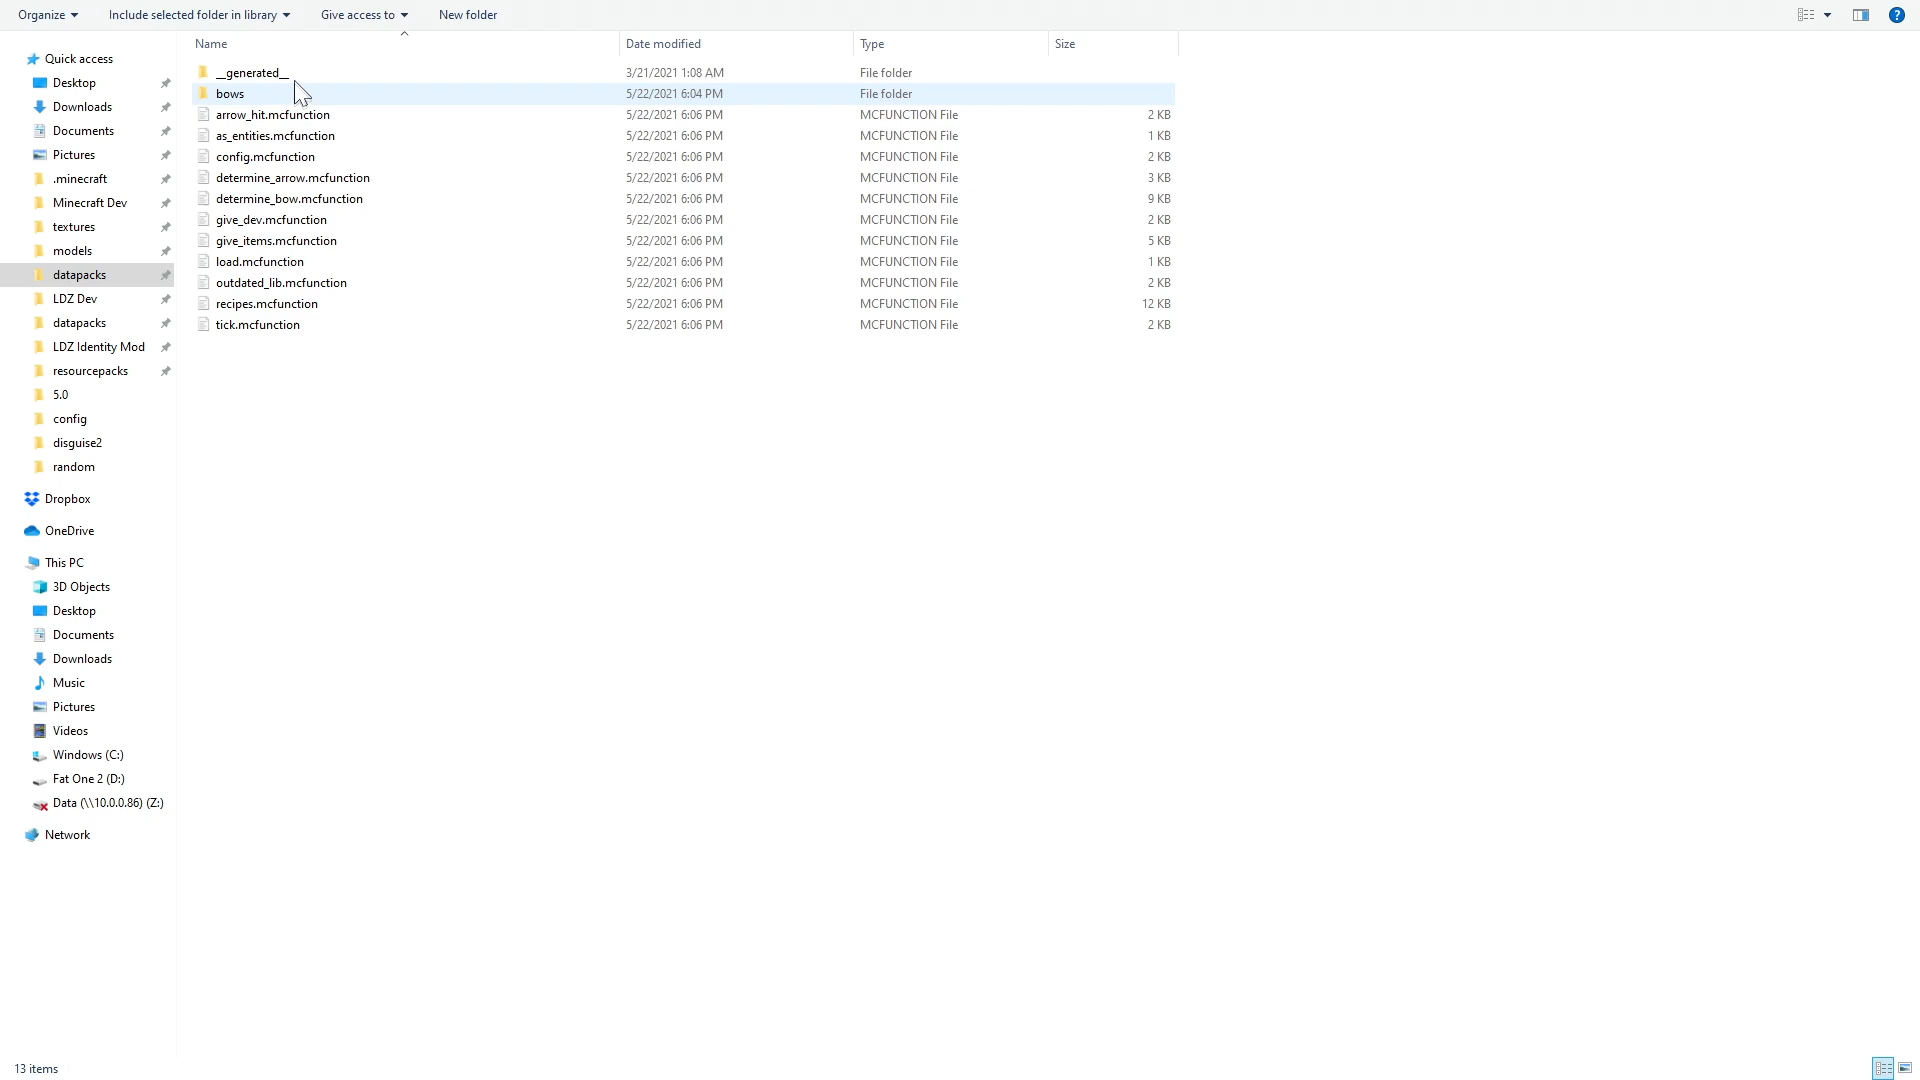 Organize Include selected folder in library Give access to New folder
Name Date modified Type Size
Quick access
Desktop
Downloads
Documents
Pictures
.minecraft
Minecraft Dev
textures
models
datapacks
LDZ Dev
datapacks
LDZ Identity Mod
resourcepacks
5.0
config
disguise2
random
Dropbox
OneDrive
This PC
3D Objects
Desktop
Documents
Downloads
Music
Pictures
Videos
Windows (C:)
Fat One 2 (D:)
Data (\\10.0.0.86) (Z:)
Network
__generated__ 3/21/2021 1:08 AM File folder
bows 5/22/2021 6:04 PM File folder
arrow_hit.mcfunction 5/22/2021 6:06 PM MCFUNCTION File 2 KB
as_entities.mcfunction 5/22/2021 6:06 PM MCFUNCTION File 1 KB
config.mcfunction 5/22/2021 6:06 PM MCFUNCTION File 2 KB
determine_arrow.mcfunction 5/22/2021 6:06 PM MCFUNCTION File 3 KB
determine_bow.mcfunction 5/22/2021 6:06 PM MCFUNCTION File 9 KB
give_dev.mcfunction 5/22/2021 6:06 PM MCFUNCTION File 2 KB
give_items.mcfunction 5/22/2021 6:06 PM MCFUNCTION File 5 KB
load.mcfunction 5/22/2021 6:06 PM MCFUNCTION File 1 KB
outdated_lib.mcfunction 5/22/2021 6:06 PM MCFUNCTION File 2 KB
recipes.mcfunction 5/22/2021 6:06 PM MCFUNCTION File 12 KB
tick.mcfunction 5/22/2021 6:06 PM MCFUNCTION File 2 KB
13 items